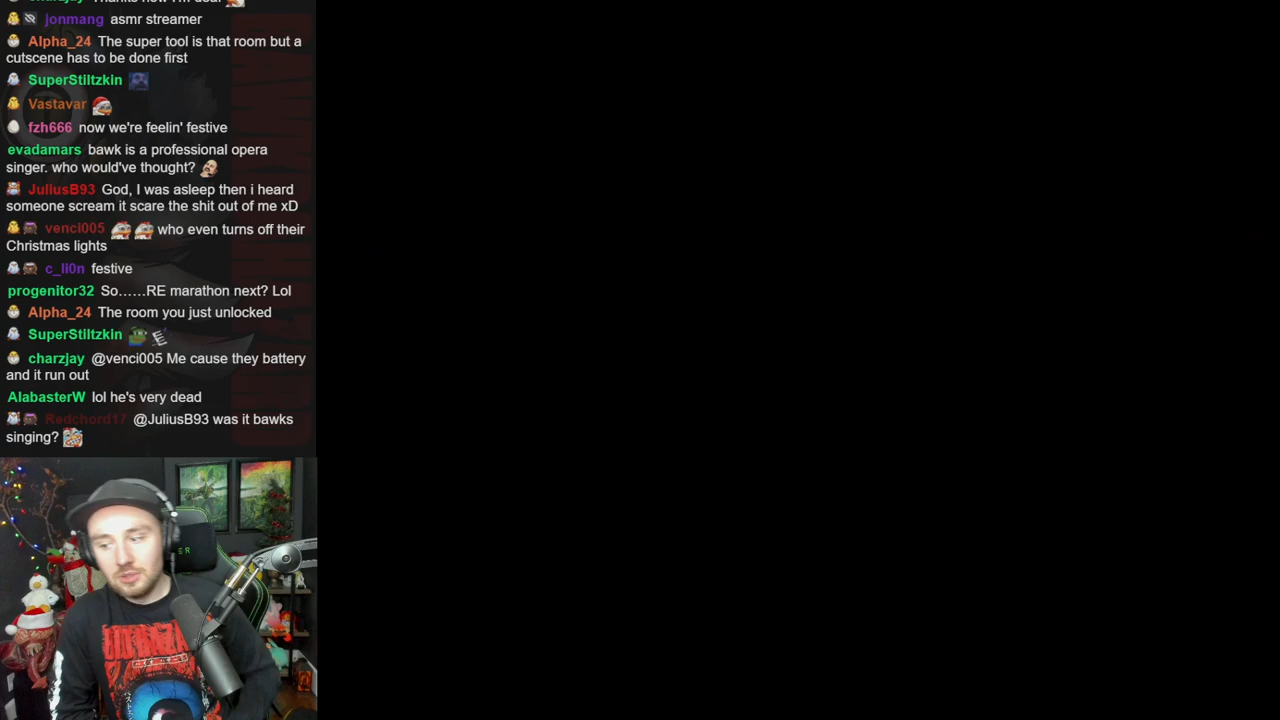 jonmang asmr streamer
Alpha_24 The super tool is that room but a
cutscene has to be done first
SuperStiltzkin
Vastavar
fzh666 now we're feelin' festive
evadamars bawk is a professional opera
singer. who would've thought?
JuliusB93 God, I was asleep then i heard
someone scream it scare the shit out of me xD
venci005 who even turns off their
Christmas lights
c_li0n festive
progenitor32 So......RE marathon next? Lol
Alpha_24 The room you just unlocked
SuperStiltzkin
charzjay @venci005 Me cause they battery
and it run out
AlabasterW lol he's very dead
Redchord17 @JuliusB93 was it bawks
singing?